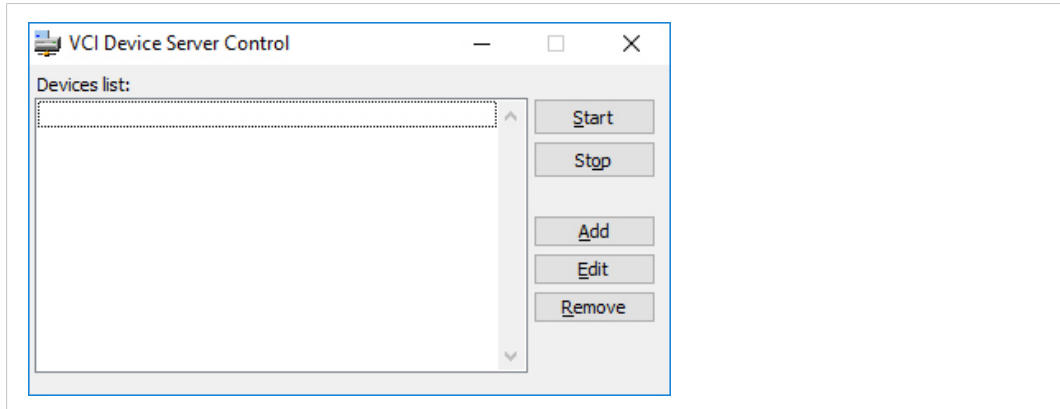 VCI Device Server Control
Devices list:
Start
Stop
Add
Edit
Remove